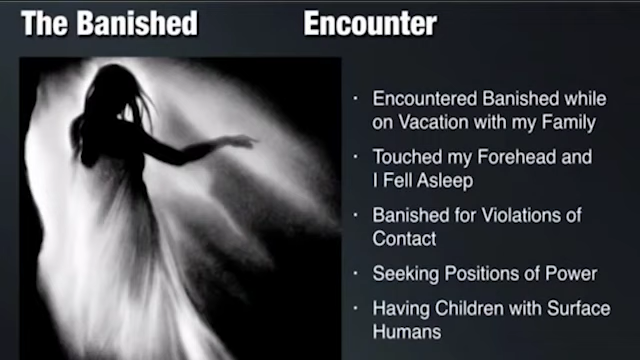 The Banished
Encounter
· Encountered Banished while
on Vacation with my Family
· Touched my Forehead and
I Fell Asleep
· Banished for Violations of
Contact
· Seeking Positions of Power
· Having Children with Surface
Humans